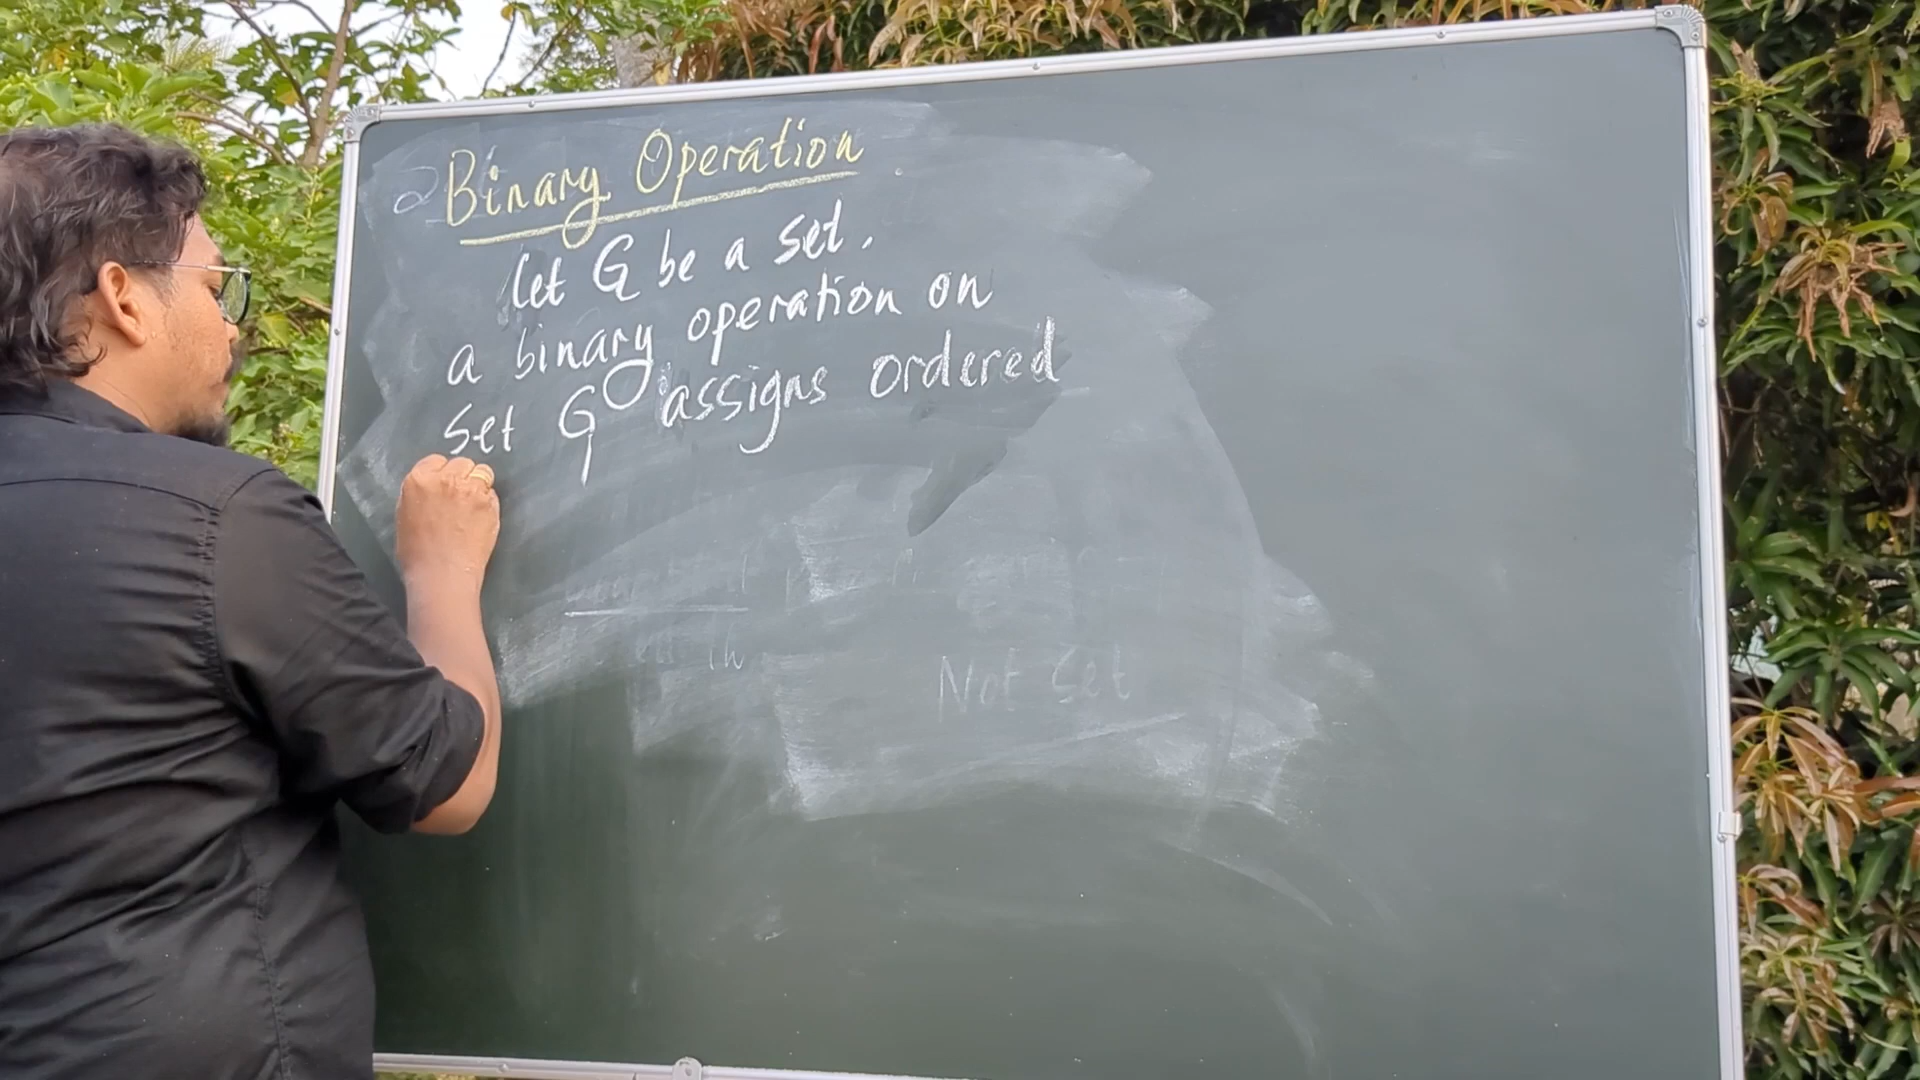 Binary Operation
let G be a set.
a binary operation on
Set G assigns ordered
Not Set